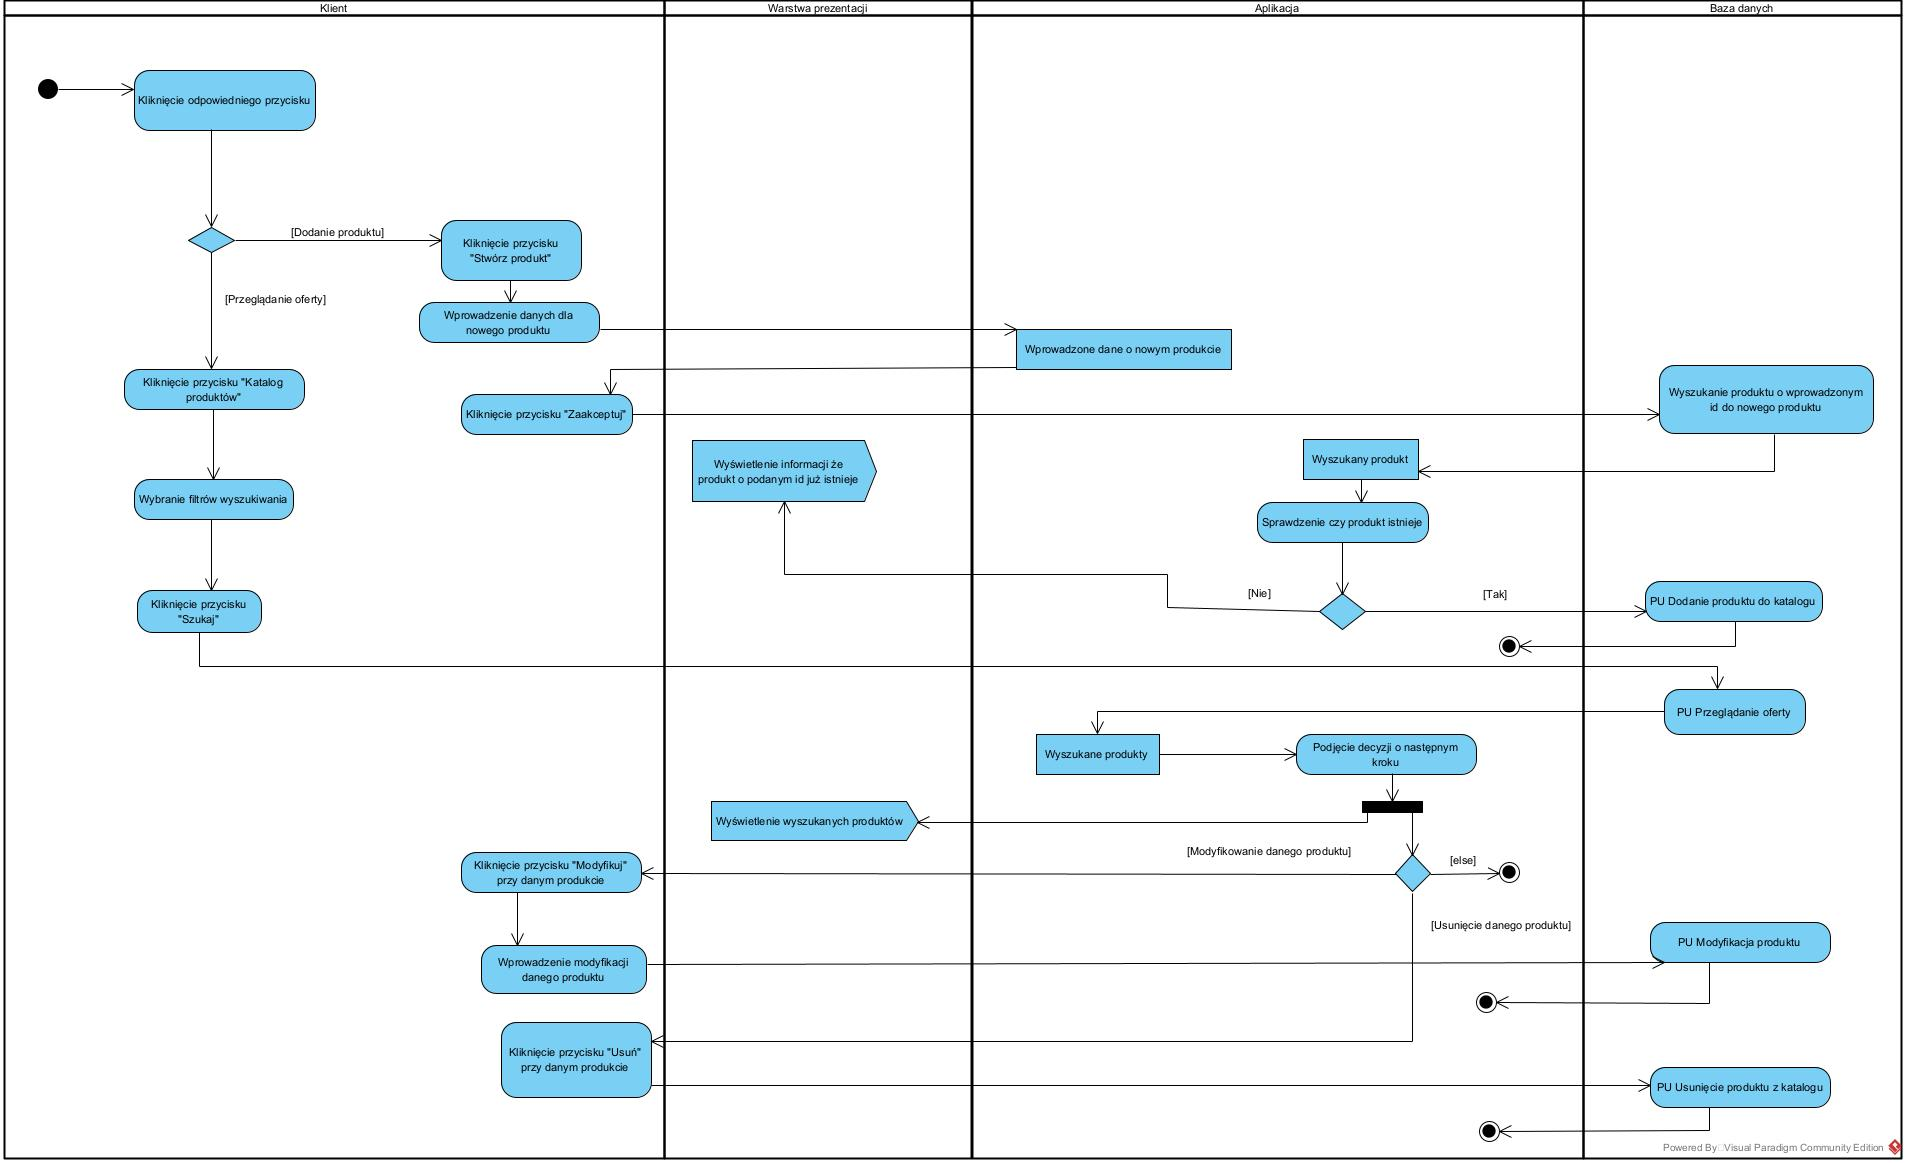 Klient
Warstwa prezentacji
Aplikacja
Baza danych
Kliknięcie odpowiedniego przycisku
[Dodanie produktu]
Kliknięcie przycisku
"Stwórz produkt"
[Przeglądanie oferty]
Wprowadzenie danych dla
nowego produktu
Wprowadzone dane o nowym produkcie
Kliknięcie przycisku "Katalog
produktów"
Kliknięcie przycisku "Zaakceptuj"
Wyszukanie produktu o wprowadzonym
id do nowego produktu
Wyświetlenie informacji że
produkt o podanym id już istnieje
Wyszukany produkt
Wybranie filtrów wyszukiwania
Sprawdzenie czy produkt istnieje
[Nie]
[Tak]
PU Dodanie produktu do katalogu
Kliknięcie przycisku
"Szukaj"
PU Przeglądanie oferty
Wyszukane produkty
Podjęcie decyzji o następnym
kroku
Wyświetlenie wyszukanych produktów
[Modyfikowanie danego produktu]
[else]
Kliknięcie przycisku "Modyfikuj"
przy danym produkcie
[Usunięcie danego produktu]
PU Modyfikacja produktu
Wprowadzenie modyfikacji
danego produktu
Kliknięcie przycisku "Usuń"
przy danym produkcie
PU Usunięcie produktu z katalogu
Powered By Visual Paradigm Community Edition